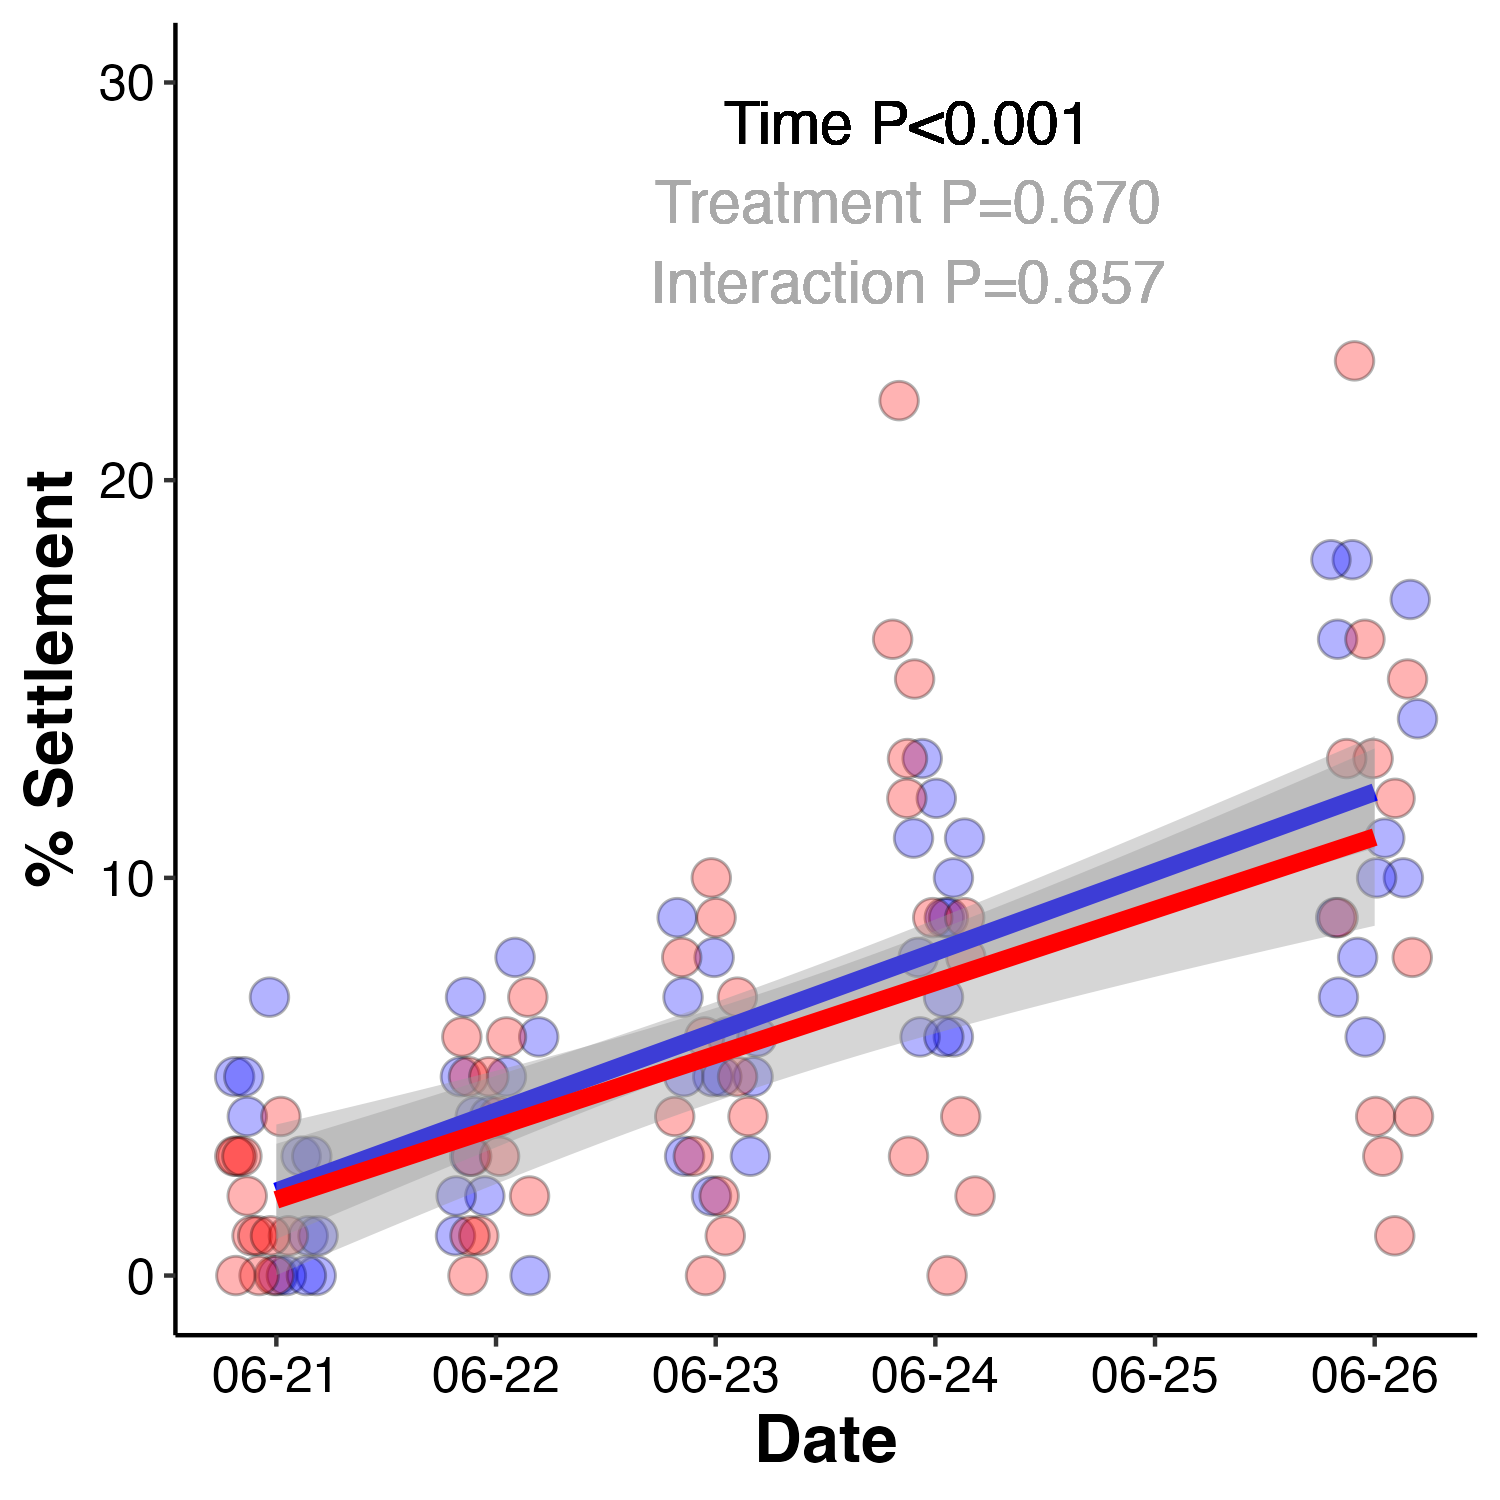 Time P<0.001
Treatment P=0.670
Interaction P=0.857
30
20
10
0
% Settlement
06-21 06-22 06-23 06-24 06-25 06-26
Date